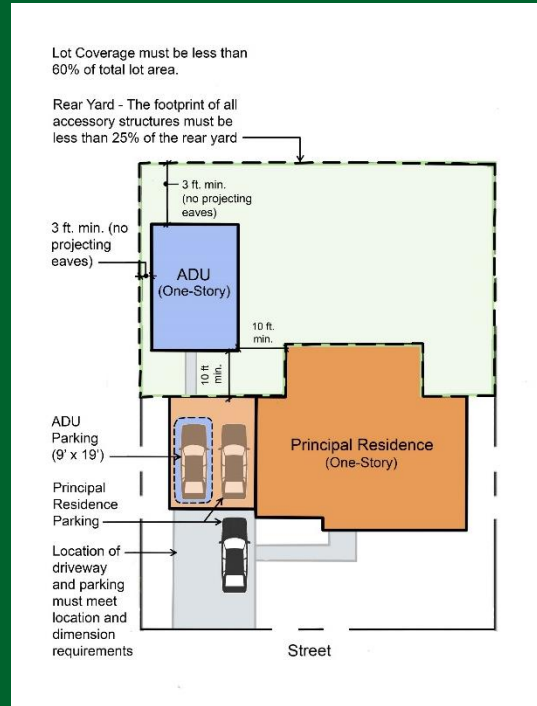 Lot Coverage must be less than
60% of total lot area.
Rear Yard - The footprint of all
accessory structures must be
less than 25% of the rear yard
3 ft. min.
(no projecting
eaves)
3 ft. min. (no
projecting
eaves)
ADU
(One-Story)
10 ft.
min.
10 ft
min.
ADU
Parking
(9' x 19')
Principal Residence
(One-Story)
Principal
Residence
Parking
Location of
driveway
and parking
must meet
location and
dimension
requirements
Street